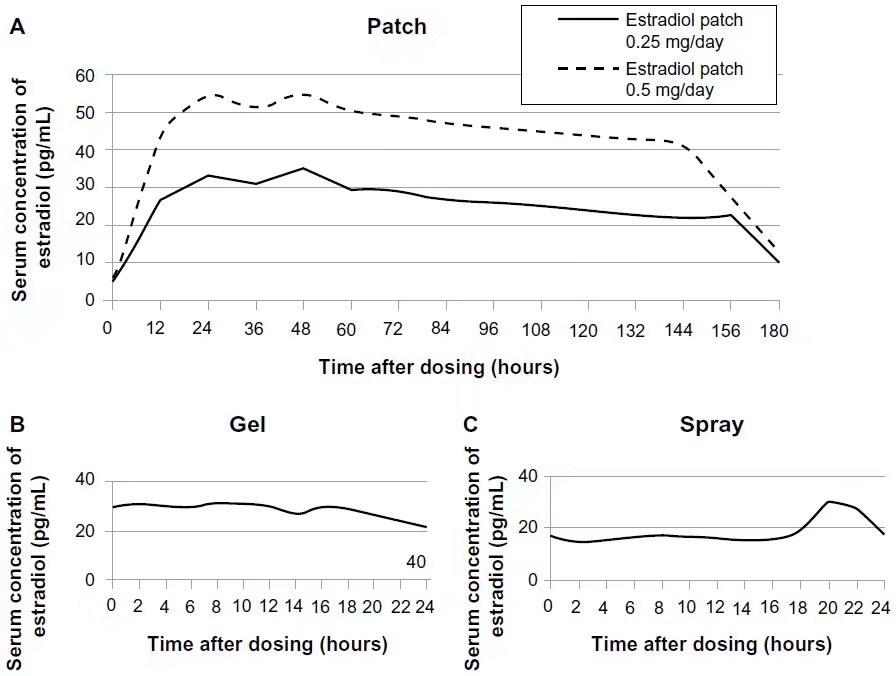 A
Patch
Estradiol patch
0.25 mg/day
Estradiol patch
0.5 mg/day
Serum concentration of
estradiol (pg/mL)
60
50
40
30
20
10
0
0 12 24 36 48 60 72 84 96 108 120 132 144 156 180
Time after dosing (hours)
B
Gel
Serum concentration of
estradiol (pg/mL)
40
20
0
40
0 2 4 6 8 10 12 14 16 18 20 22 24
Time after dosing (hours)
C
Spray
Serum concentration of
estradiol (pg/mL)
40
20
0
0 2 4 6 8 10 12 14 16 18 20 22 24
Time after dosing (hours)